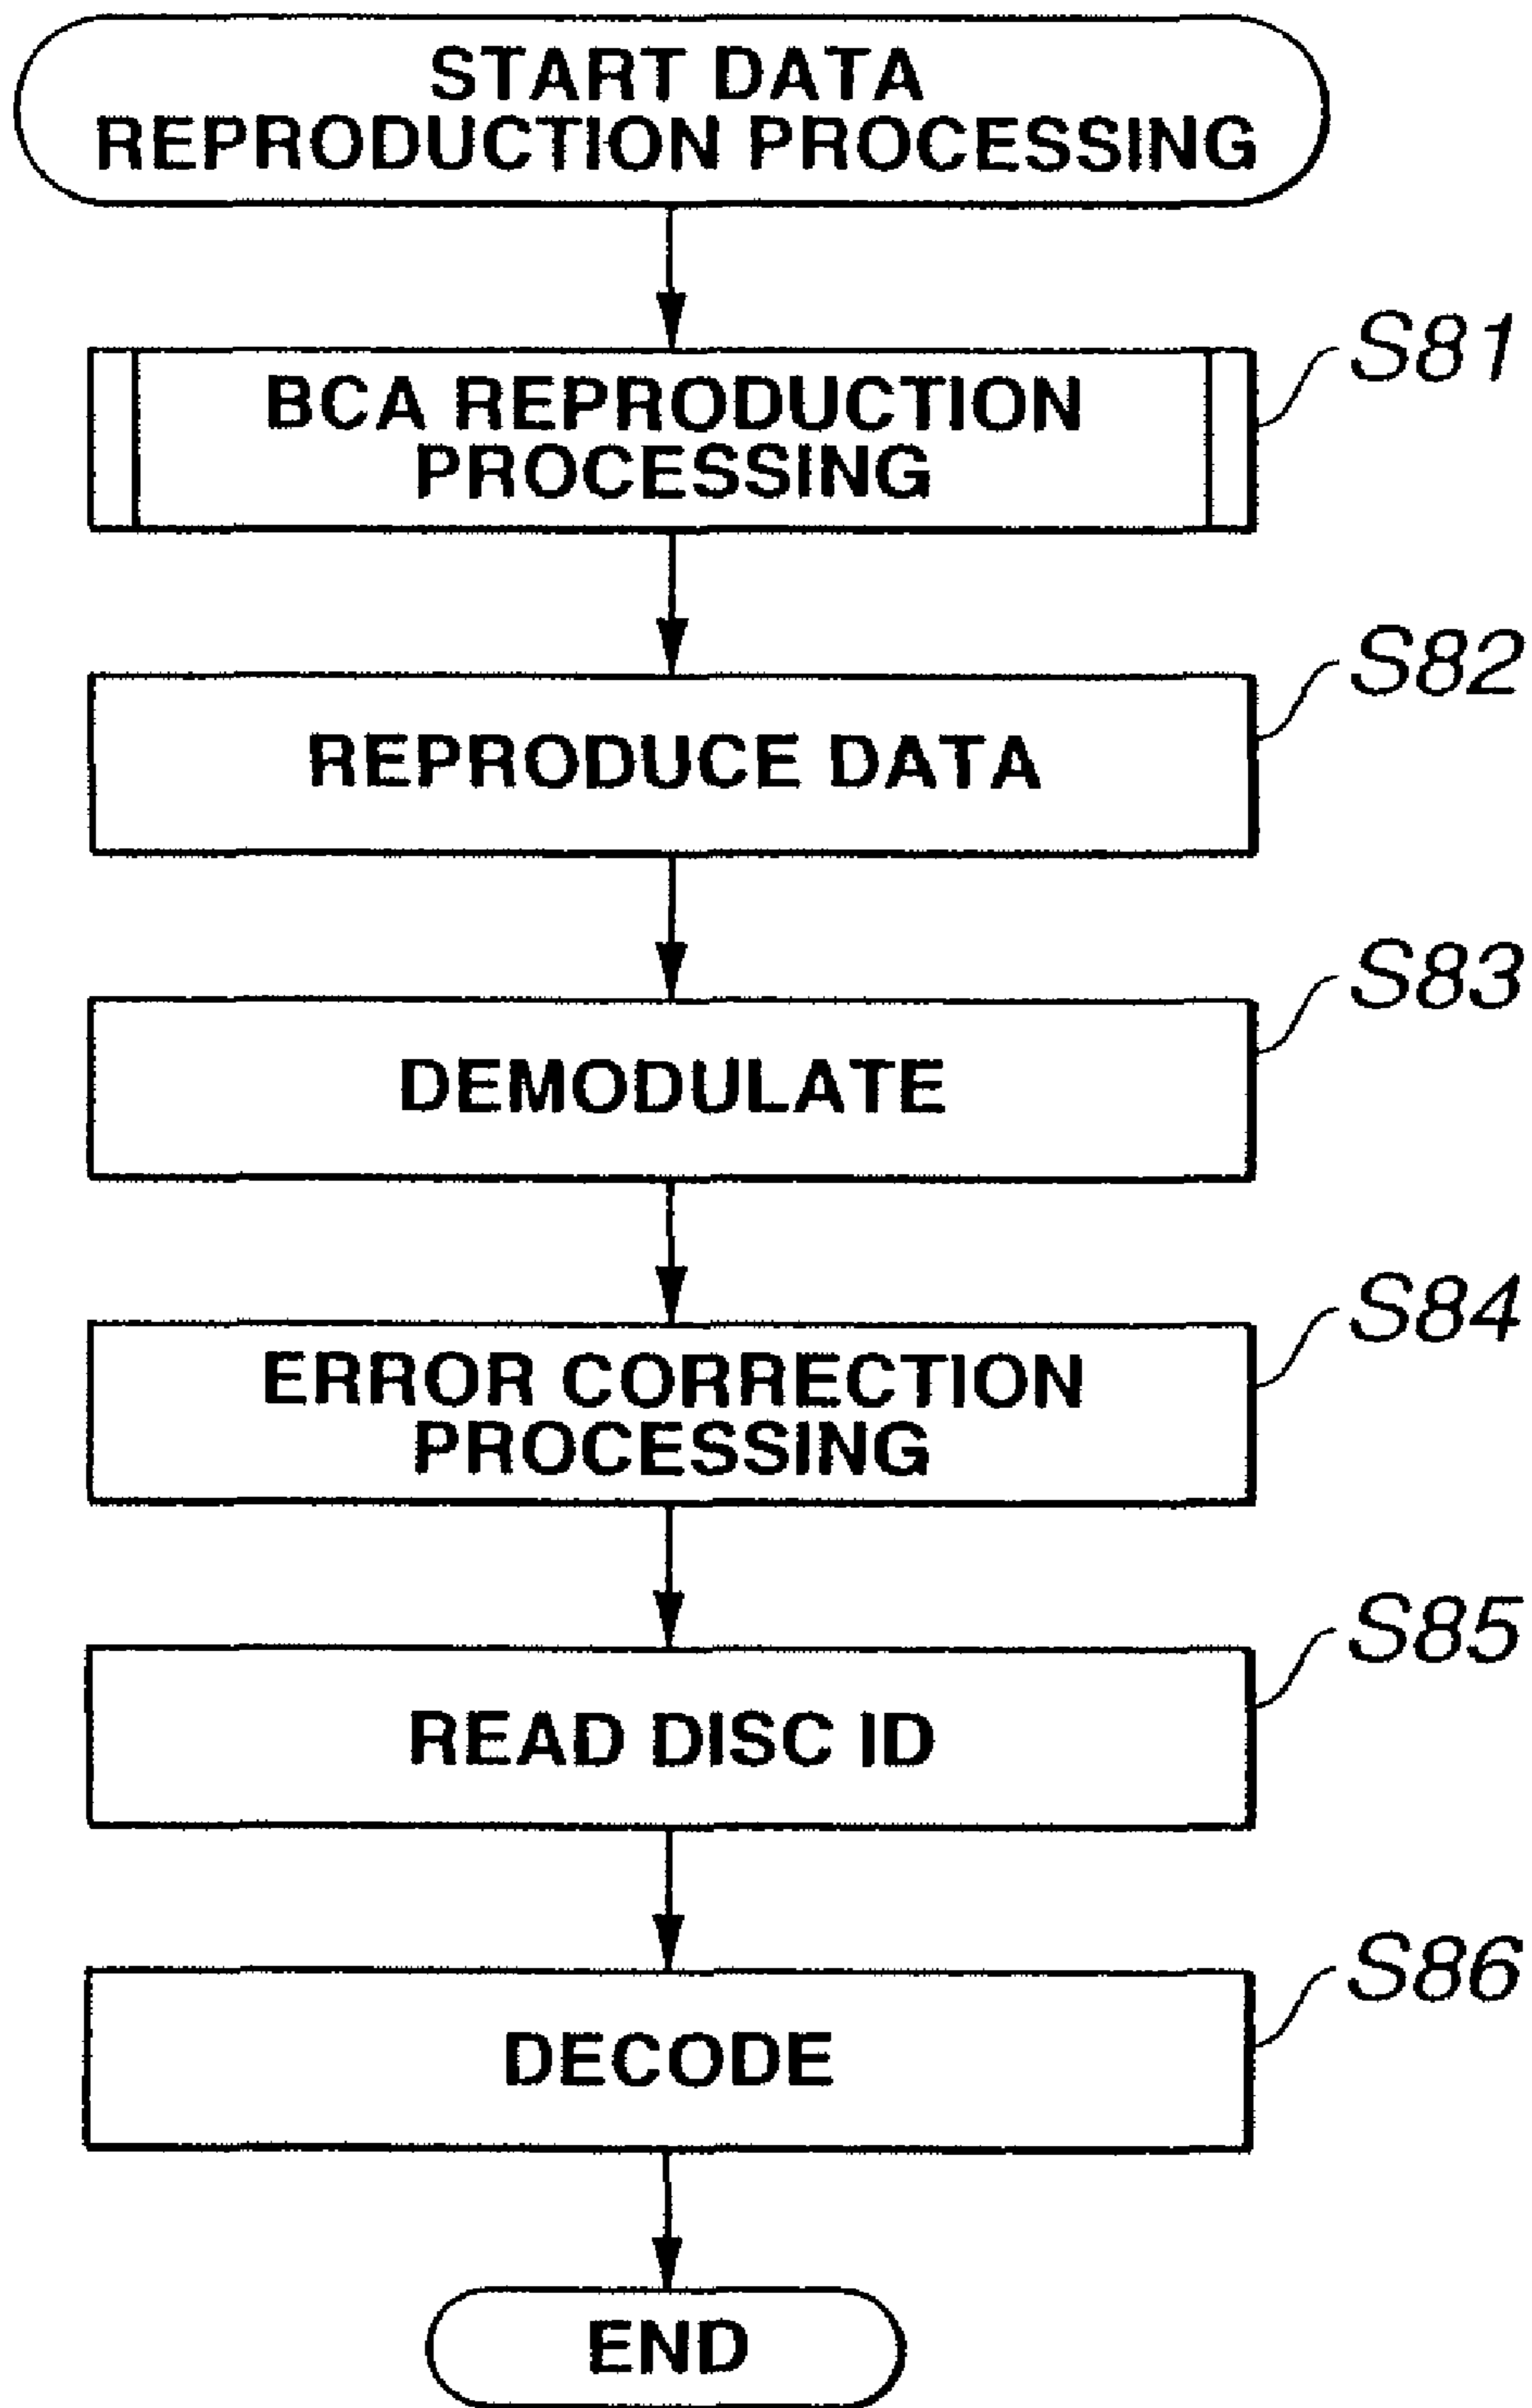 START DATA
REPRODUCTION PROCESSING
BCA REPRODUCTION
PROCESSING
S81
REPRODUCE DATA
S82
DEMODULATE
S83
ERROR CORRECTION
PROCESSING
S84
READ DISC ID
S85
DECODE
S86
END